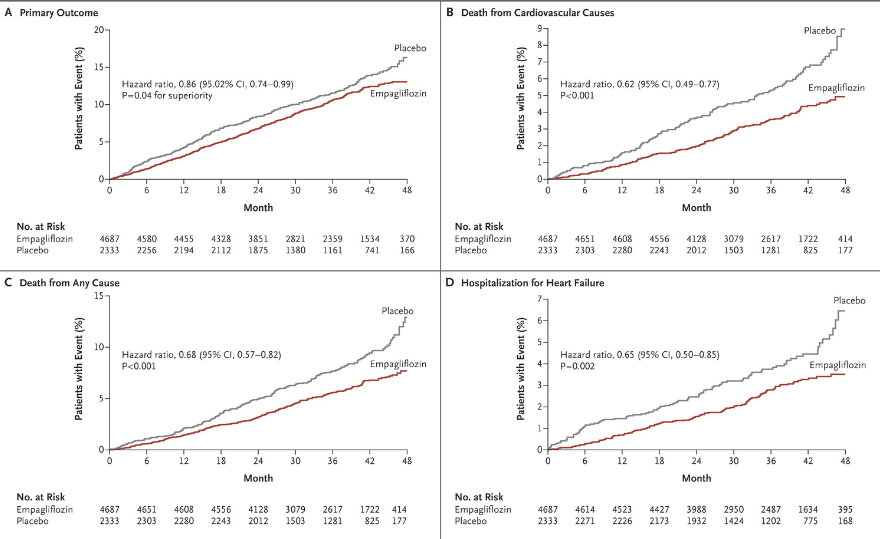 A Primary Outcome
20
15
10
5
0
Patients with Event (%)
Placebo
Hazard ratio, 0.86 (95.02% CI, 0.74–0.99)
P=0.04 for superiority
Empagliflozin
0 6 12 18 24 30 36 42 48
Month
No. at Risk
Empagliflozin 4687 4580 4455 4328 3851 2821 2359 1534 370
Placebo 2333 2256 2194 2112 1875 1380 1161 741 166
B Death from Cardiovascular Causes
9
8
7
6
5
4
3
2
1
0
Patients with Event (%)
Placebo
Hazard ratio, 0.62 (95% CI, 0.49–0.77)
P<0.001
Empagliflozin
0 6 12 18 24 30 36 42 48
Month
No. at Risk
Empagliflozin 4687 4651 4608 4556 4128 3079 2617 1722 414
Placebo 2333 2303 2280 2243 2012 1503 1281 825 177
C Death from Any Cause
15
10
5
0
Patients with Event (%)
Placebo
Hazard ratio, 0.68 (95% CI, 0.57–0.82)
P<0.001
Empagliflozin
0 6 12 18 24 30 36 42 48
Month
No. at Risk
Empagliflozin 4687 4651 4608 4556 4128 3079 2617 1722 414
Placebo 2333 2303 2280 2243 2012 1503 1281 825 177
D Hospitalization for Heart Failure
7
6
5
4
3
2
1
0
Patients with Event (%)
Placebo
Hazard ratio, 0.65 (95% CI, 0.50–0.85)
P=0.002
Empagliflozin
0 6 12 18 24 30 36 42 48
Month
No. at Risk
Empagliflozin 4687 4614 4523 4427 3988 2950 2487 1634 395
Placebo 2333 2271 2226 2173 1932 1424 1202 775 168